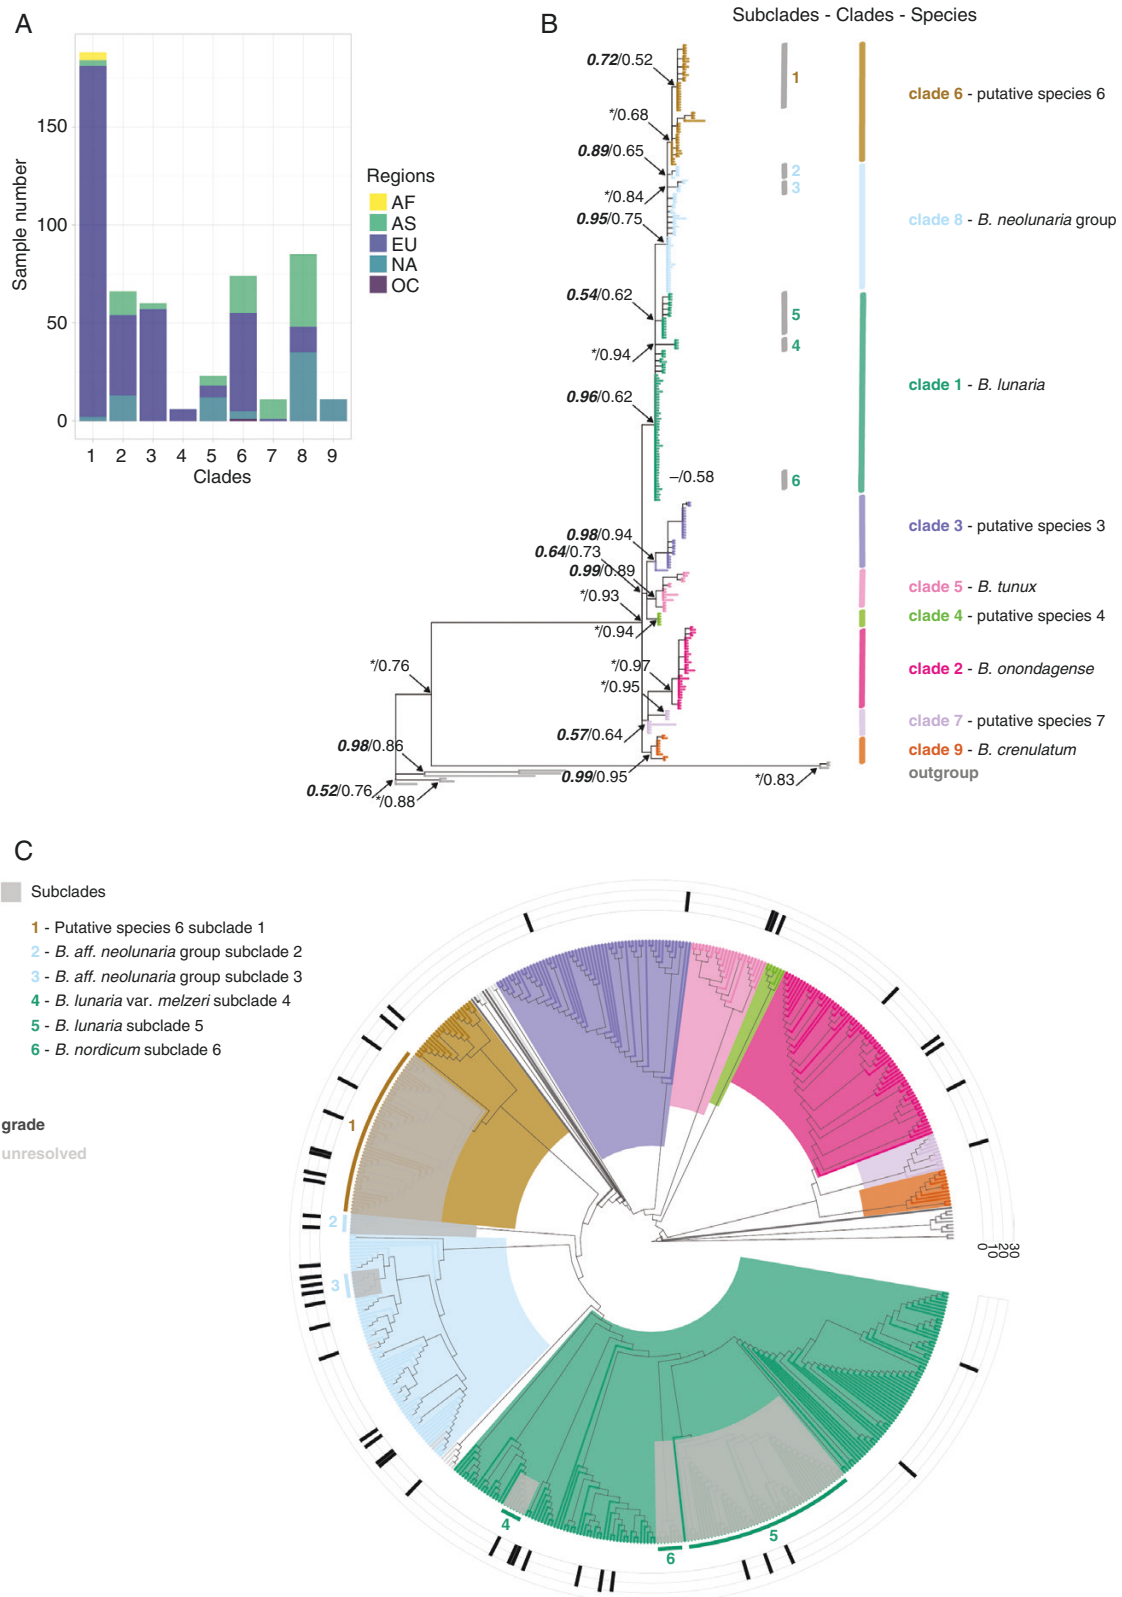 A
Sample number
150
100
50
0
1 2 3 4 5 6 7 8 9
Clades
Regions
AF
AS
EU
NA
OC
B
Subclades - Clades - Species
0.72/0.52
*/0.68
0.89/0.65
*/0.84
0.95/0.75
0.54/0.62
*/0.94
0.96/0.62
–/0.58
0.98/0.94
0.64/0.73
0.99/0.89
*/0.93
*/0.94
*/0.97
*/0.76
*/0.95
0.57/0.64
0.98/0.86
0.99/0.95
*/0.83
0.52/0.76
*/0.88
1
2
3
5
4
6
clade 6 - putative species 6
clade 8 - B. neolunaria group
clade 1 - B. lunaria
clade 3 - putative species 3
clade 5 - B. tunux
clade 4 - putative species 4
clade 2 - B. onondagense
clade 7 - putative species 7
clade 9 - B. crenulatum
outgroup
C
Subclades
1 - Putative species 6 subclade 1
2 - B. aff. neolunaria group subclade 2
3 - B. aff. neolunaria group subclade 3
4 - B. lunaria var. melzeri subclade 4
5 - B. lunaria subclade 5
6 - B. nordicum subclade 6
grade
unresolved
1
2
3
4
6
5
0
10
20
30